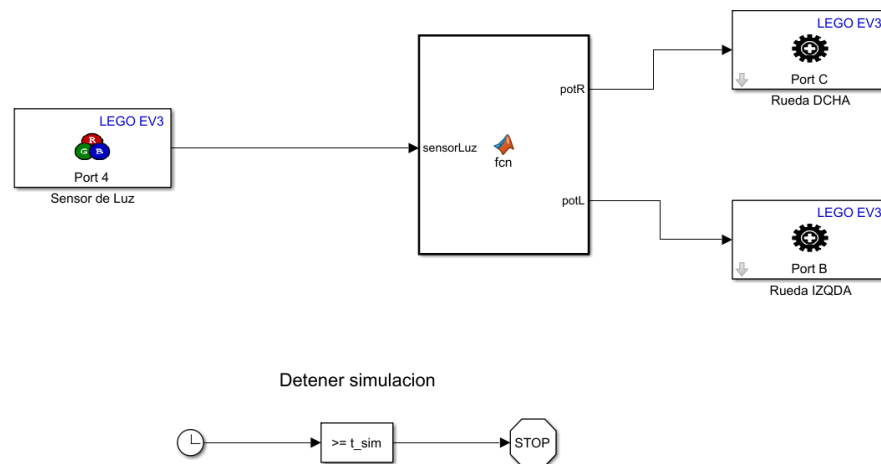 LEGO EV3
R
G B
Port 4
Sensor de Luz
sensorLuz
fcn
potR
potL
LEGO EV3
Port C
Rueda DCHA
LEGO EV3
Port B
Rueda IZQDA
Detener simulacion
>= t_sim
STOP